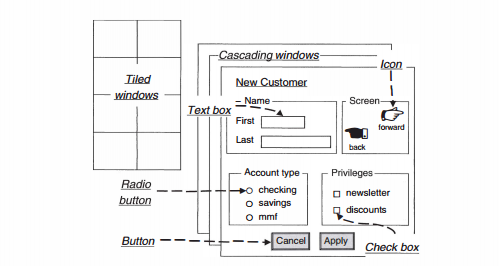 Cascading windows
Icon
Tiled
windows
New Customer
Text box
Name
Screen
First
forward
Last
back
Account type
Privileges
Radio
button
checking
newsletter
savings
discounts
mmf
Button
Cancel
Apply
Check box